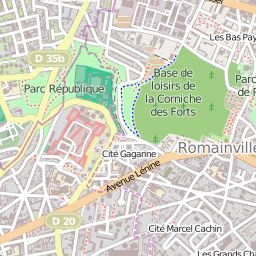 Les Bas Pay
D 35b
Base de
loisirs de
la Corniche
des Forts
Parc
de
Parc République
Romainville
Cité Gagarine
Avenue Lénine
D 20
Cité Marcel Cachin
Les Grands Cha